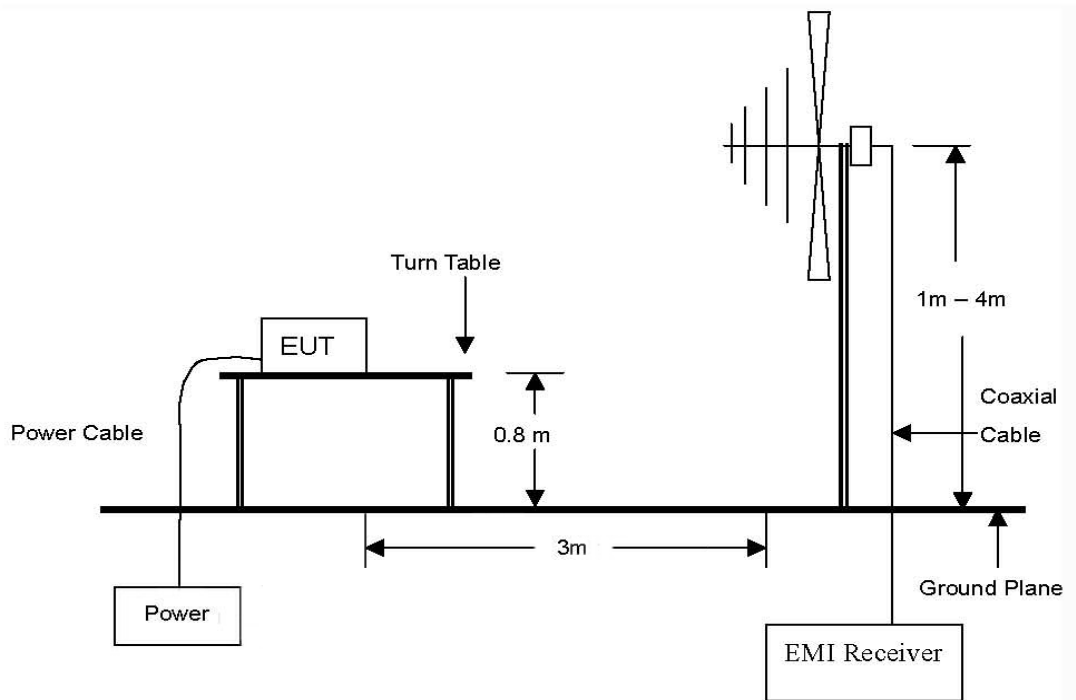 Turn Table
EUT
1m – 4m
Coaxial
Cable
Power Cable
0.8 m
3m
Ground Plane
Power
EMI Receiver